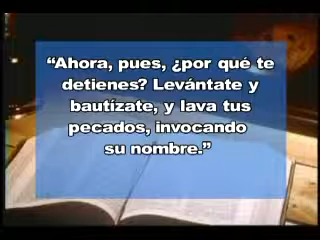 “Ahora, pues, ¿por qué te
detienes? Levántate y
bautízate, y lava tus
pecados, invocando
su nombre.”